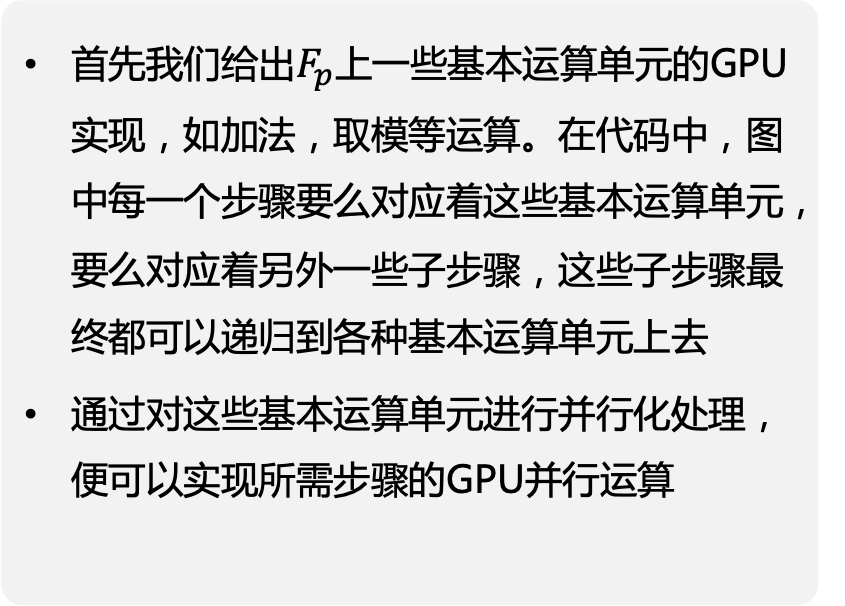 • 首先我们给出𝐹𝑝上一些基本运算单元的GPU
实现，如加法，取模等运算。在代码中，图
中每一个步骤要么对应着这些基本运算单元，
要么对应着另外一些子步骤，这些子步骤最
终都可以递归到各种基本运算单元上去
• 通过对这些基本运算单元进行并行化处理，
便可以实现所需步骤的GPU并行运算